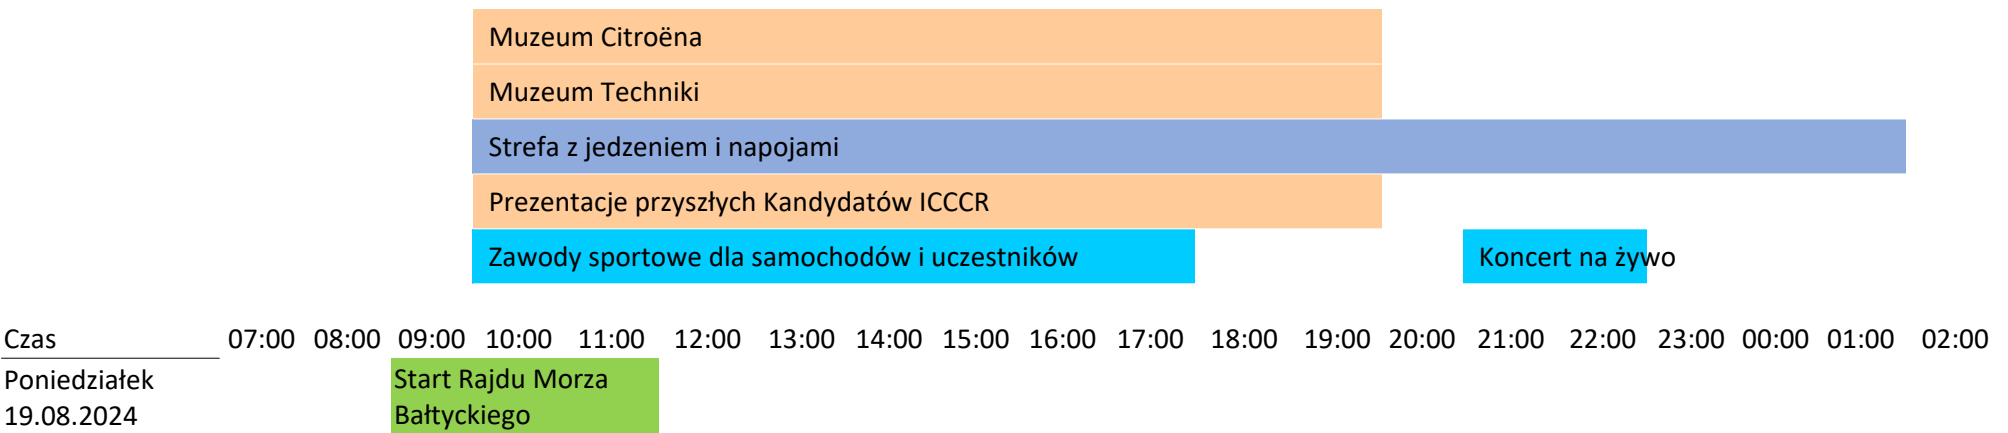 Muzeum Citroëna
Muzeum Techniki
Strefa z jedzeniem i napojami
Prezentacje przyszłych Kandydatów ICCCR
Zawody sportowe dla samochodów i uczestników Koncert na żywo
Czas 07:00 08:00 09:00 10:00 11:00 12:00 13:00 14:00 15:00 16:00 17:00 18:00 19:00 20:00 21:00 22:00 23:00 00:00 01:00 02:00
Poniedziałek Start Rajdu Morza
19.08.2024 Bałtyckiego